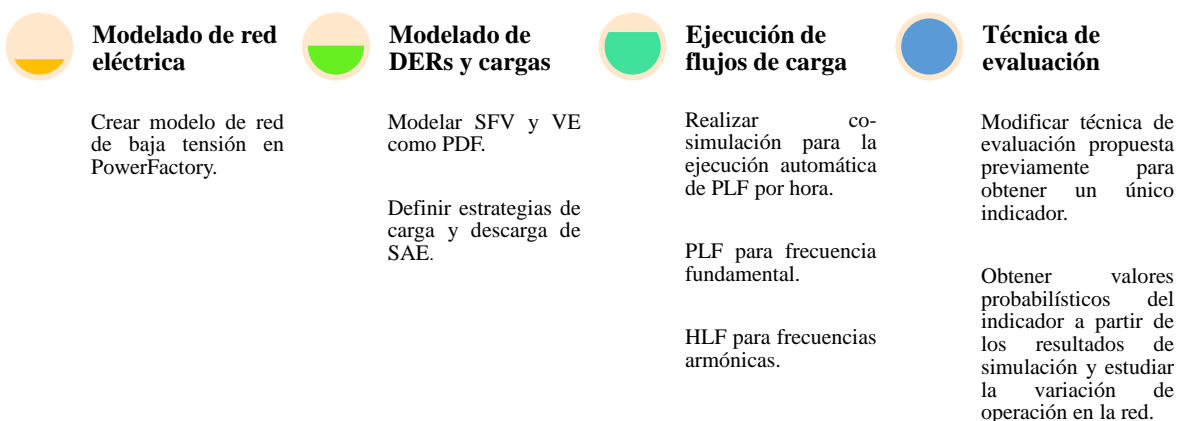 Modelado de red
eléctrica
Crear modelo de red
de baja tensión en
PowerFactory.
Modelado de
DERs y cargas
Modelar SFV y VE
como PDF.
Definir estrategias de
carga y descarga de
SAE.
Ejecución de
flujos de carga
Realizar co-
simulación para la
ejecución automática
de PLF por hora.
PLF para frecuencia
fundamental.
HLF para frecuencias
armónicas.
Técnica de
evaluación
Modificar técnica de
evaluación propuesta
previamente para
obtener un único
indicador.
Obtener valores
probabilísticos del
indicador a partir de
los resultados de
simulación y estudiar
la variación de
operación en la red.